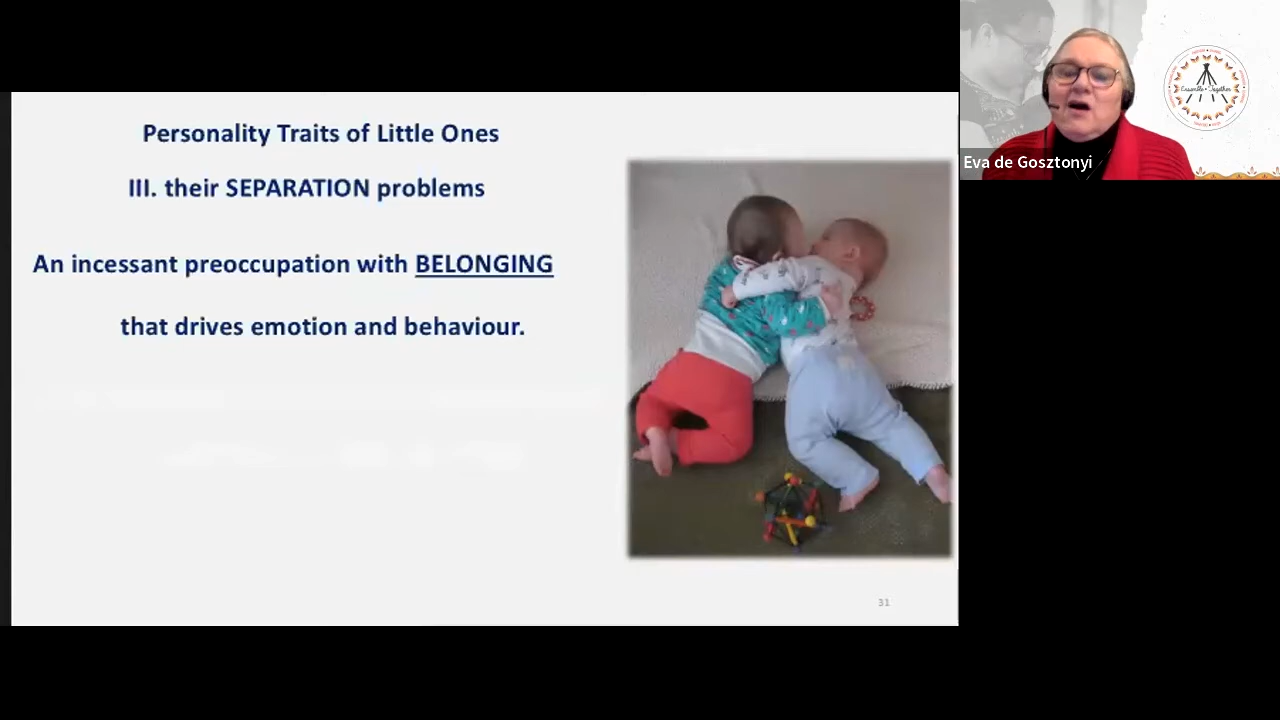 Personality Traits of Little Ones
III. their SEPARATION problems
An incessant preoccupation with BELONGING
that drives emotion and behaviour.
31
Eva de Gosztonyi
Ensemble • Together